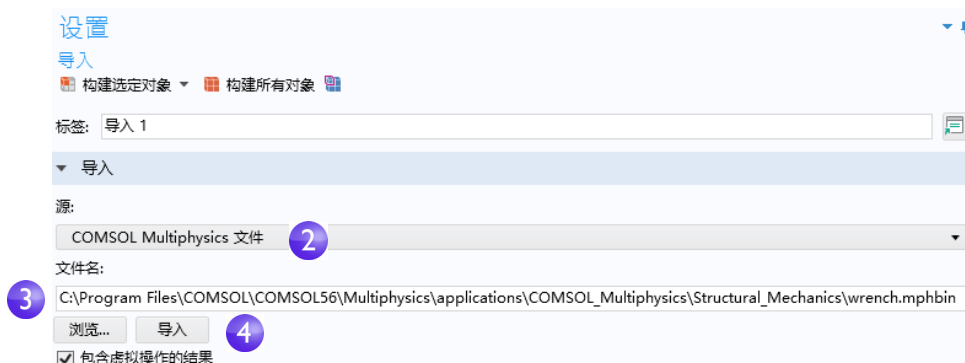 设置
导入
构建选定对象 构建所有对象
标签: 导入 1
导入
源:
COMSOL Multiphysics 文件 2
文件名:
3 C:\Program Files\COMSOL\COMSOL56\Multiphysics\applications\COMSOL_Multiphysics\Structural_Mechanics\wrench.mphbin
浏览... 导入 4
包含虚拟操作的结果